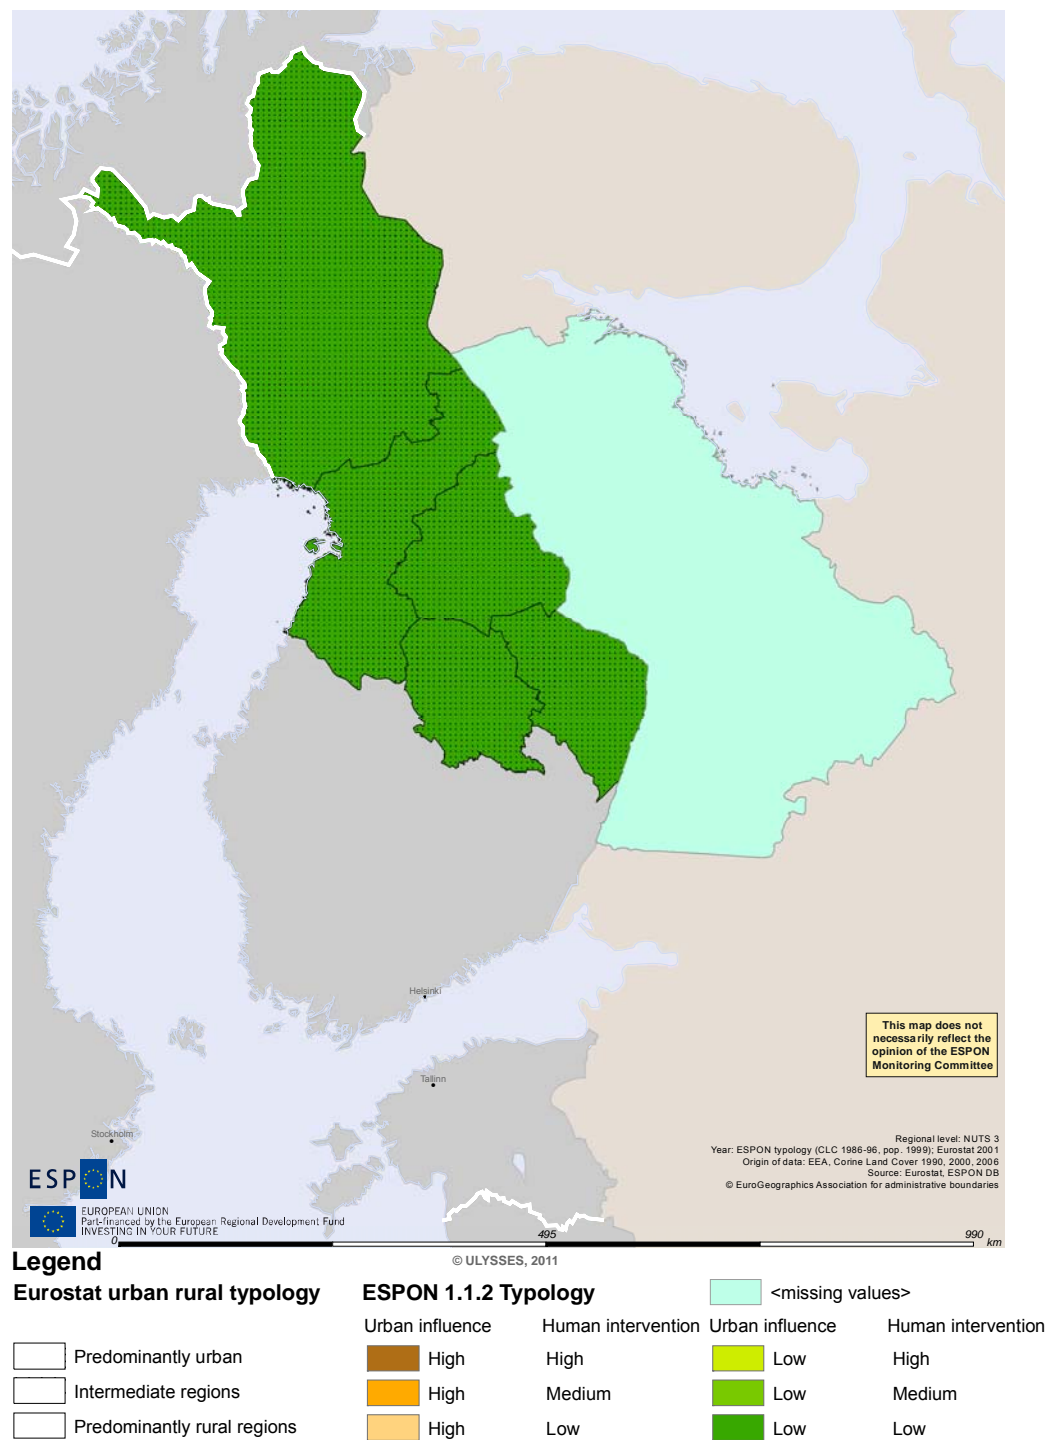 Helsinki
This map does not
necessarily reflect the
opinion of the ESPON
Monitoring Committee
Tallinn
Stockholm
Regional level: NUTS 3
Year: ESPON typology (CLC 1986-96, pop. 1999); Eurostat 2001
Origin of data: EEA, Corine Land Cover 1990, 2000, 2006
Source: Eurostat, ESPON DB
© EuroGeographics Association for administrative boundaries
ESPON
EUROPEAN UNION
Part-financed by the European Regional Development Fund
INVESTING IN YOUR FUTURE
0 495 990 km
© ULYSSES, 2011
Legend
Eurostat urban rural typology
Predominantly urban
Intermediate regions
Predominantly rural regions
ESPON 1.1.2 Typology
<missing values>
Urban influence Human intervention Urban influence Human intervention
High High Low High
High Medium Low Medium
High Low Low Low